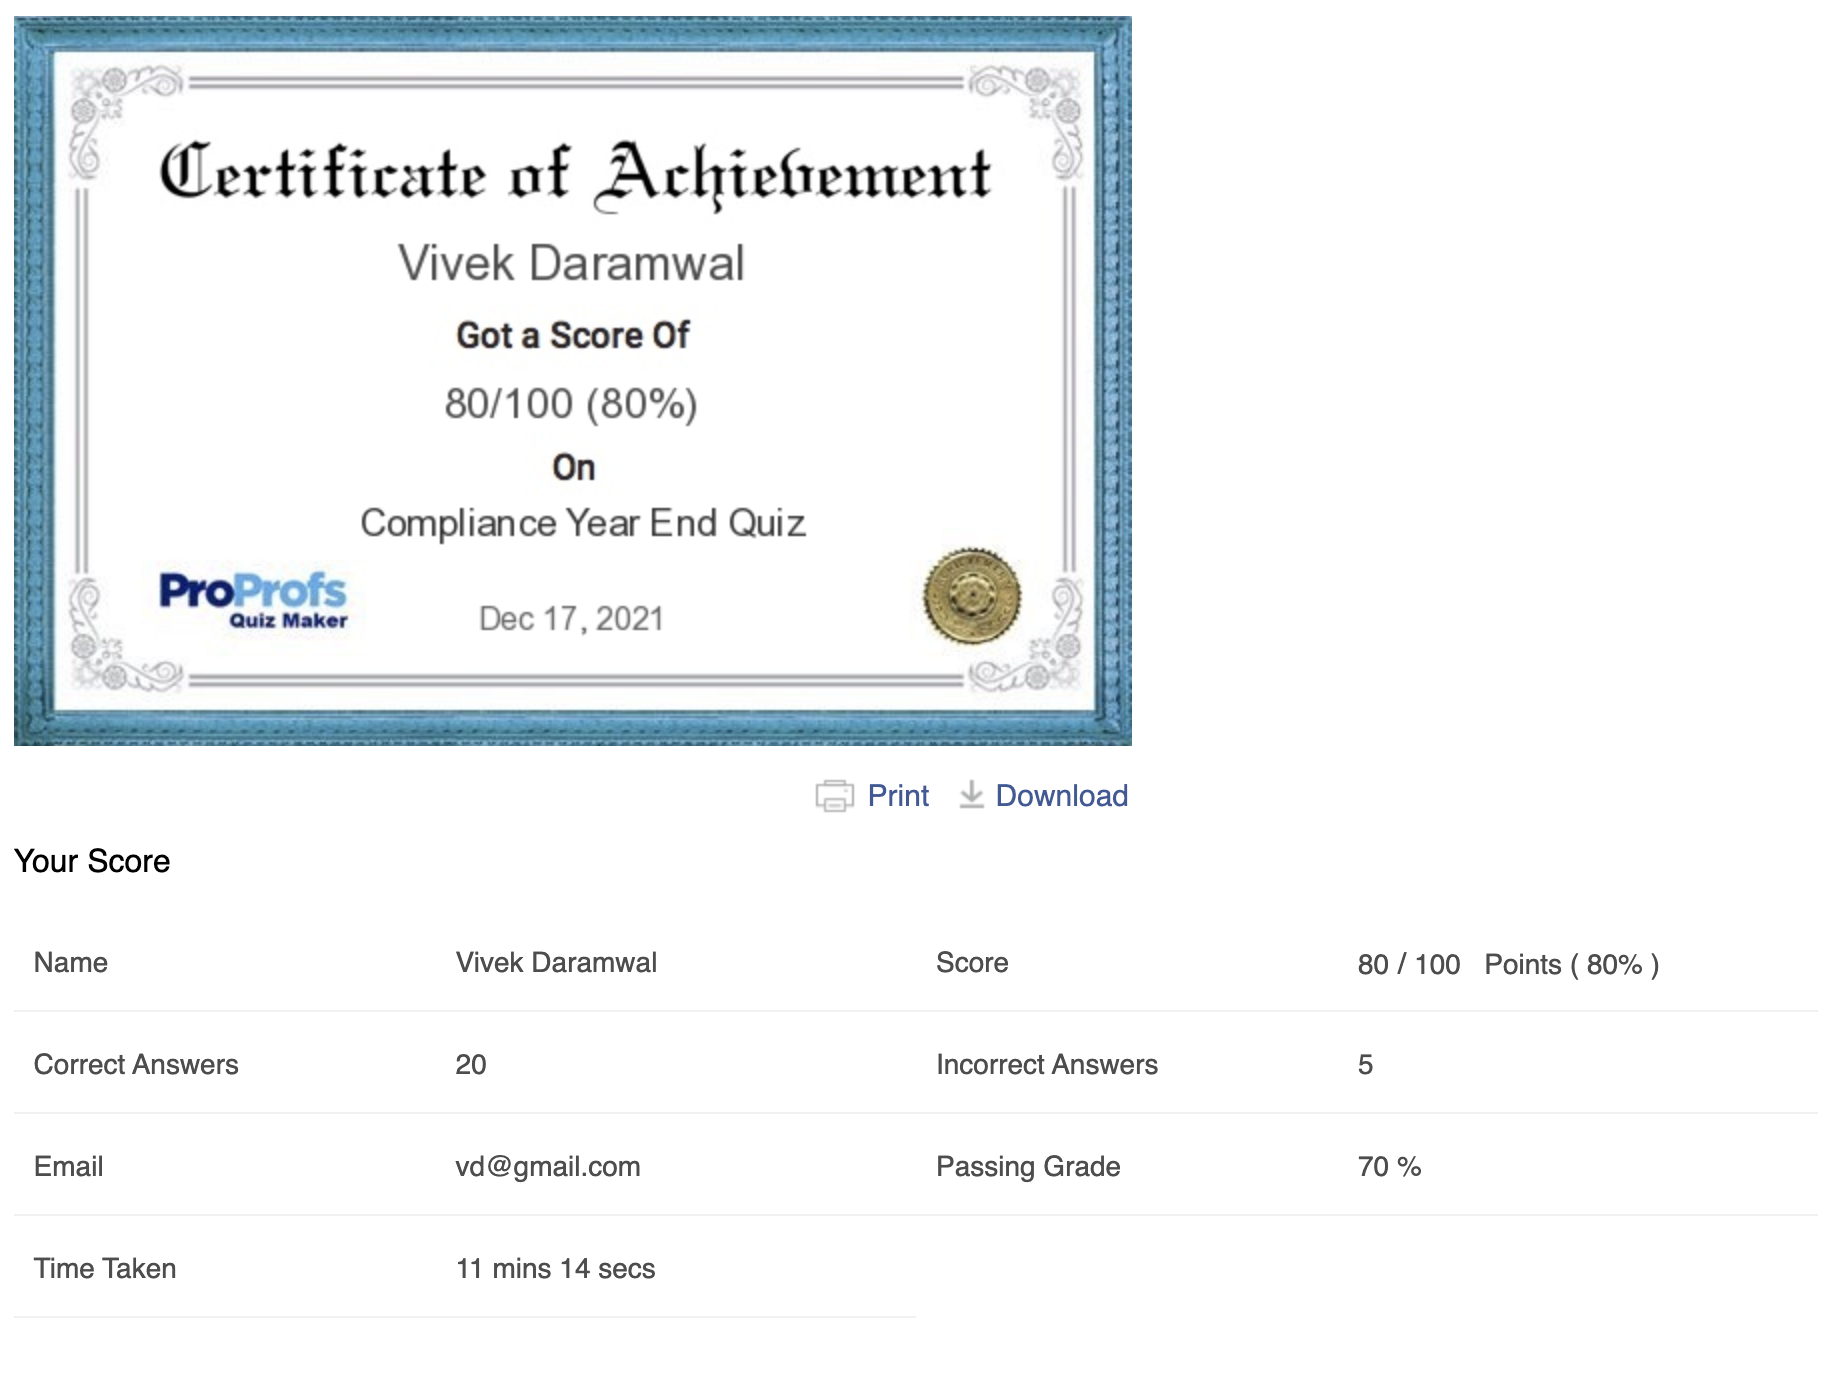 Certificate of Achievement
Vivek Daramwal
Got a Score Of
80/100 (80%)
On
Compliance Year End Quiz
ProProfs
Quiz Maker
Dec 17, 2021
Print Download
Your Score
Name Vivek Daramwal Score 80 / 100 Points ( 80% )
Correct Answers 20 Incorrect Answers 5
Email vd@gmail.com Passing Grade 70 %
Time Taken 11 mins 14 secs